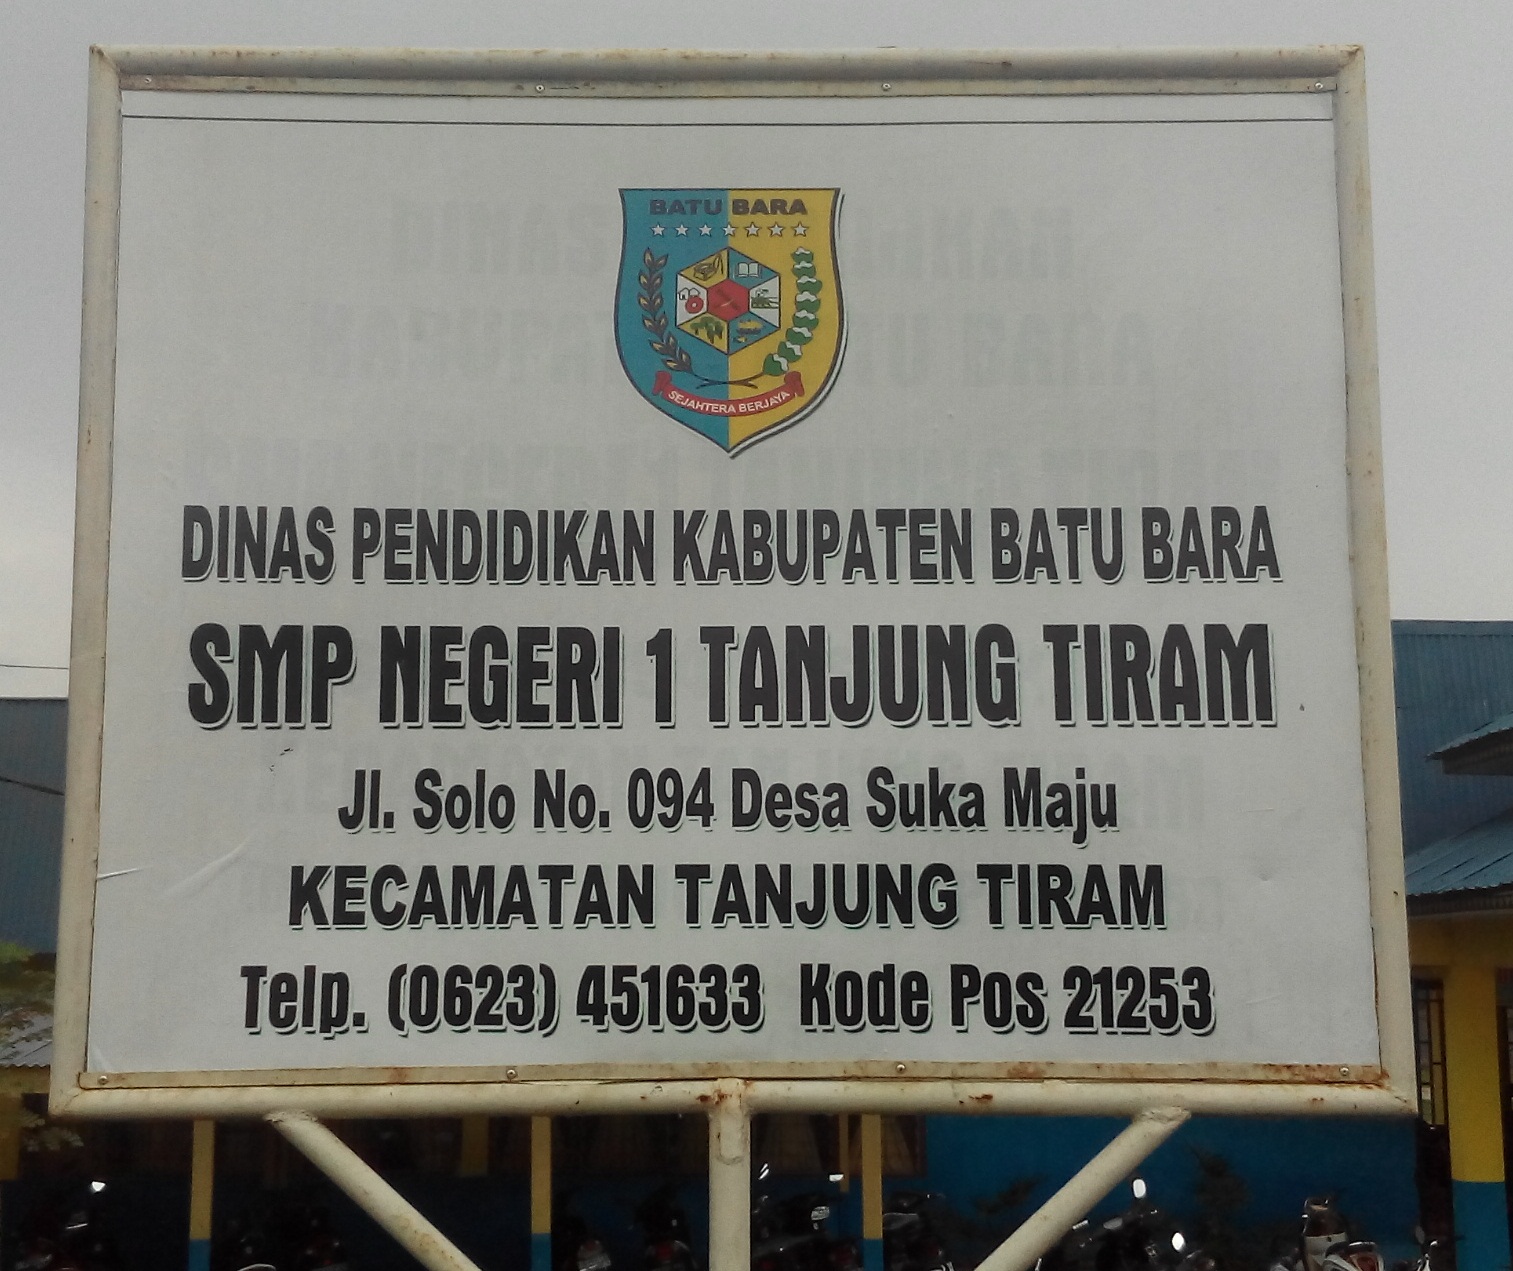 BATU BARA
SEJAHTERA BERJAYA
DINAS PENDIDIKAN KABUPATEN BATU BARA
SMP NEGERI 1 TANJUNG TIRAM
Jl. Solo No. 094 Desa Suka Maju
KECAMATAN TANJUNG TIRAM
Telp. (0623) 451633 Kode Pos 21253